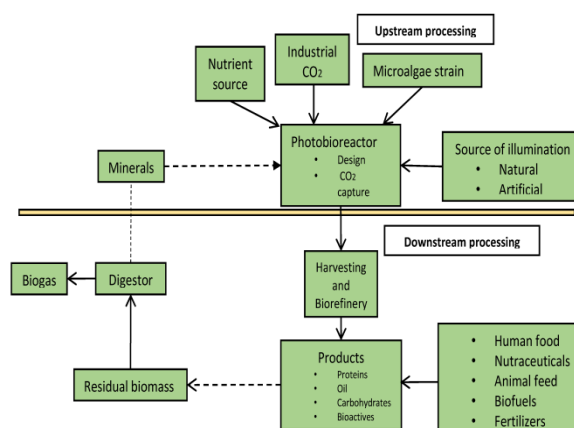 Upstream processing
Industrial
CO2
Nutrient
source
Microalgae strain
Photobioreactor
• Design
• CO2
capture
Source of illumination
• Natural
• Artificial
Minerals
Downstream processing
Harvesting
and
Biorefinery
Biogas
Digestor
Products
• Proteins
• Oil
• Carbohydrates
• Bioactives
• Human food
• Nutraceuticals
• Animal feed
• Biofuels
• Fertilizers
Residual biomass